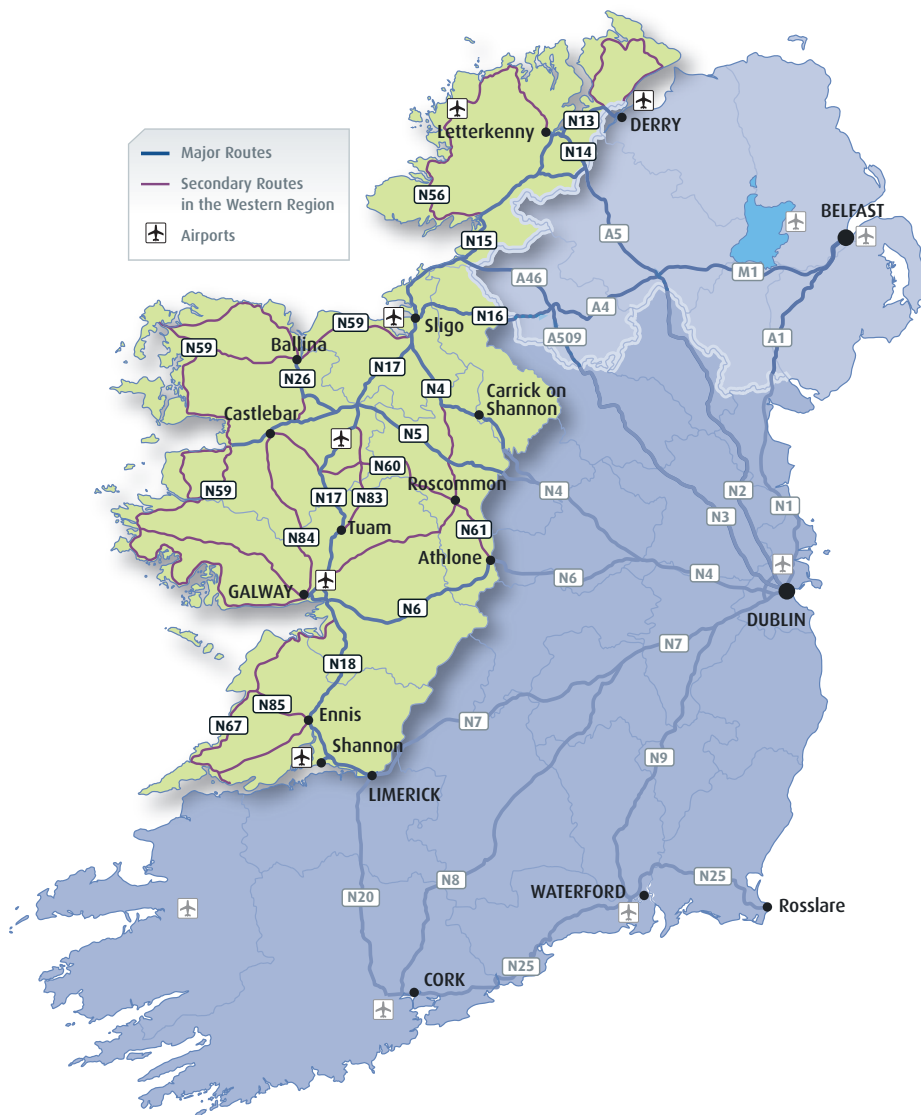 Major Routes
Secondary Routes
in the Western Region
Airports
Letterkenny
N13
DERRY
N14
N56
N15
A5
BELFAST
M1
A46
A4
N16
A509
A1
Sligo
N59
N59
Ballina
N17
N26
N4
Carrick on
Shannon
Castlebar
N5
N60
N59
N17
N83
Roscommon
N4
N2
N3
N1
N84
Tuam
N61
Athlone
N6
N4
GALWAY
N6
DUBLIN
N18
N7
N85
N67
Ennis
N7
Shannon
N9
LIMERICK
N20
N8
WATERFORD
N25
Rosslare
N25
CORK